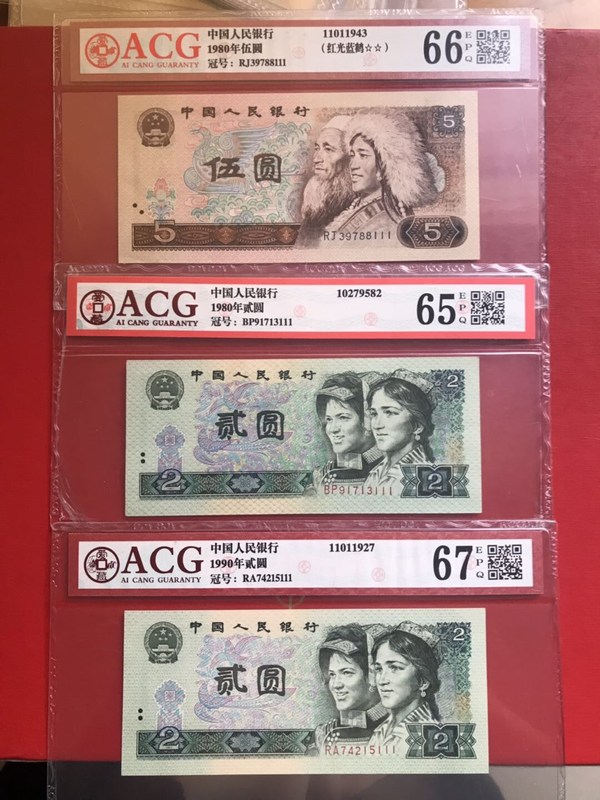 ACG
AI CANG GUARANTY
中国人民银行 11011943
1980年伍圆 (红光蓝鹤☆☆)
冠号: RJ39788111
66 EPQ
中国人民银行
5
伍圆
RJ39788111
5 5
ACG
AI CANG GUARANTY
中国人民银行 10279582
1980年贰圆
冠号: BP91713111
65 EPQ
中国人民银行
2
贰圆
BP91713111
2 2
ACG
AI CANG GUARANTY
中国人民银行 11011927
1990年贰圆
冠号: RA74215111
67 EPQ
中国人民银行
2
贰圆
RA74215111
2 2